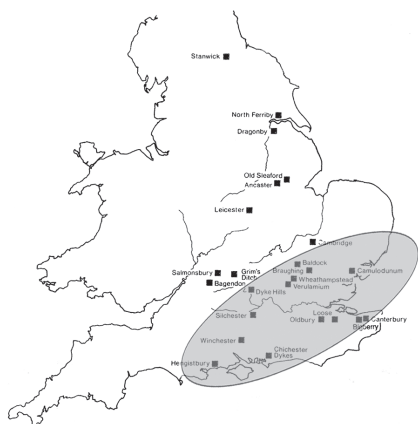 Stanwick
North Ferriby
Dragonby
Old Sleaford
Ancaster
Leicester
Cambridge
Baldock
Salmonsbury
Grim's
Ditch
Braughing
Camulodunum
Wheathampstead
Bagendon
Verulamium
Dyke Hills
Silchester
Loose
Oldbury
Canterbury
Bigberry
Winchester
Chichester
Dykes
Hengistbury